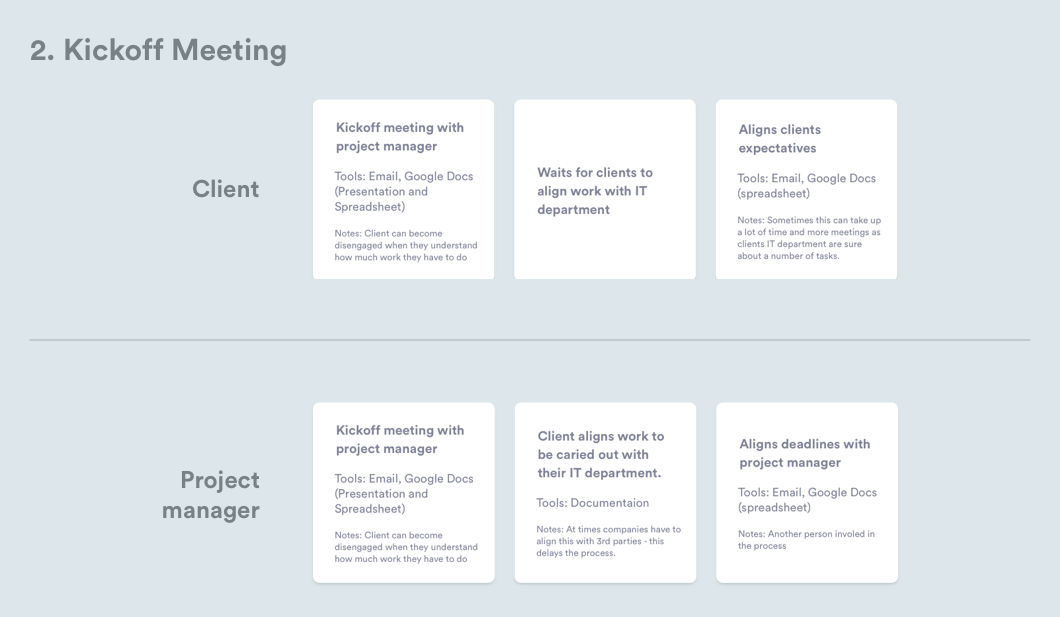 2. Kickoff Meeting
Client
Kickoff meeting with
project manager
Tools: Email, Google Docs
(Presentation and
Spreadsheet)
Notes: Client can become
disengaged when they understand
how much work they have to do
Waits for clients to
align work with IT
department
Aligns clients
expectatives
Tools: Email, Google Docs
(spreadsheet)
Notes: Sometimes this can take up
a lot of time and more meetings as
clients IT department are sure
about a number of tasks.
Project
manager
Kickoff meeting with
project manager
Tools: Email, Google Docs
(Presentation and
Spreadsheet)
Notes: Client can become
disengaged when they understand
how much work they have to do
Client aligns work to
be caried out with
their IT department.
Tools: Documentaion
Notes: At times companies have to
align this with 3rd parties - this
delays the process.
Aligns deadlines with
project manager
Tools: Email, Google Docs
(spreadsheet)
Notes: Another person involed in
the process